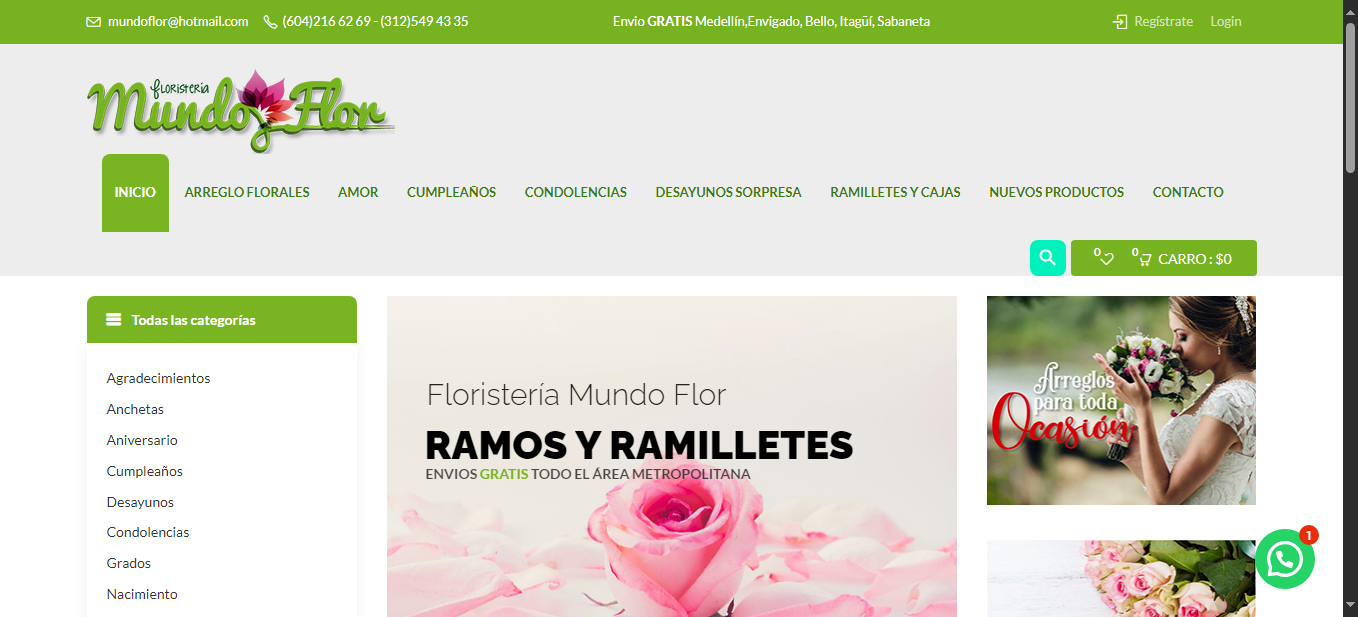 mundoflor@hotmail.com (604)216 62 69 - (312)549 43 35 Envio GRATIS Medellín,Envigado, Bello, Itagüí, Sabaneta Regístrate Login
floristería
Mundo Flor
INICIO ARREGLO FLORALES AMOR CUMPLEAÑOS CONDOLENCIAS DESAYUNOS SORPRESA RAMILLETES Y CAJAS NUEVOS PRODUCTOS CONTACTO
0 0 CARRO : $0
Todas las categorías
Agradecimientos
Anchetas
Aniversario
Cumpleaños
Desayunos
Condolencias
Grados
Nacimiento
Floristería Mundo Flor
RAMOS Y RAMILLETES
ENVIOS GRATIS TODO EL ÁREA METROPOLITANA
Arreglos
para toda
Ocasión
1